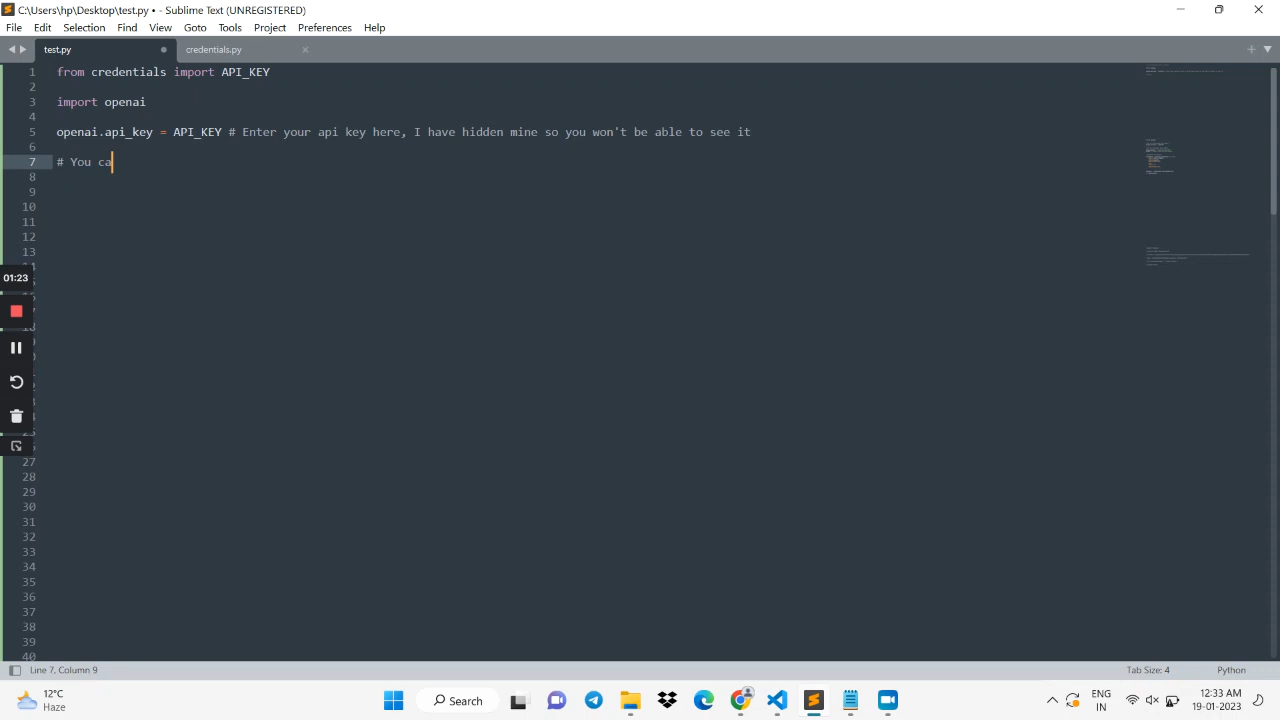 C:\Users\hp\Desktop\test.py • - Sublime Text (UNREGISTERED)
File Edit Selection Find View Goto Tools Project Preferences Help
test.py credentials.py
1 from credentials import API_KEY
2
3 import openai
4
5 openai.api_key = API_KEY # Enter your api key here, I have hidden mine so you won't be able to see it
6
7 # You ca
8
9
10
11
12
13
01:23
27
28
29
30
31
32
33
34
35
36
37
38
39
40
Line 7, Column 9 Tab Size: 4 Python
12°C
Haze
Search
ENG
IN
12:33 AM
19-01-2023